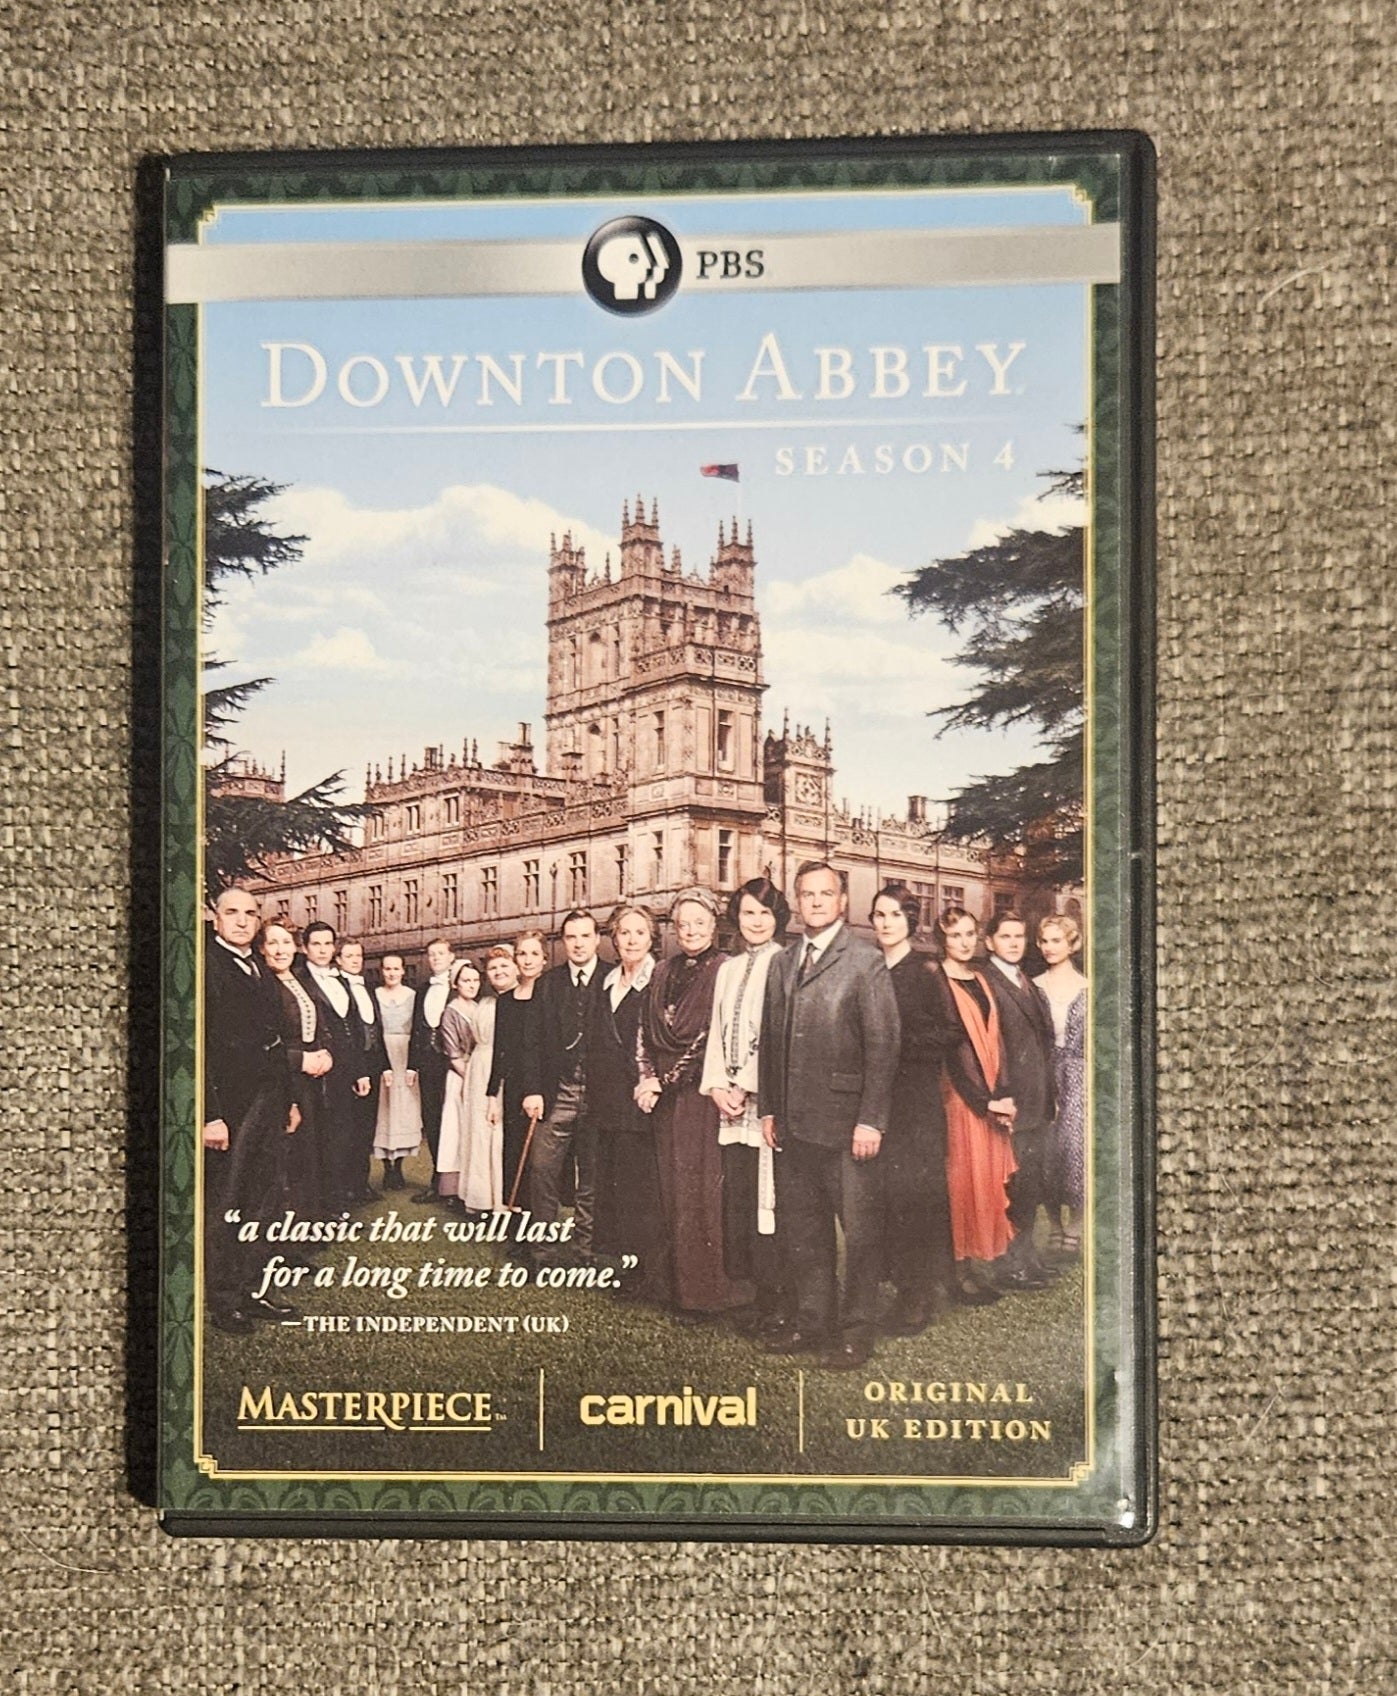 PBS
DOWNTON ABBEY
SEASON 4
“a classic that will last
for a long time to come.”
—THE INDEPENDENT (UK)
MASTERPIECE™
carnival
ORIGINAL
UK EDITION